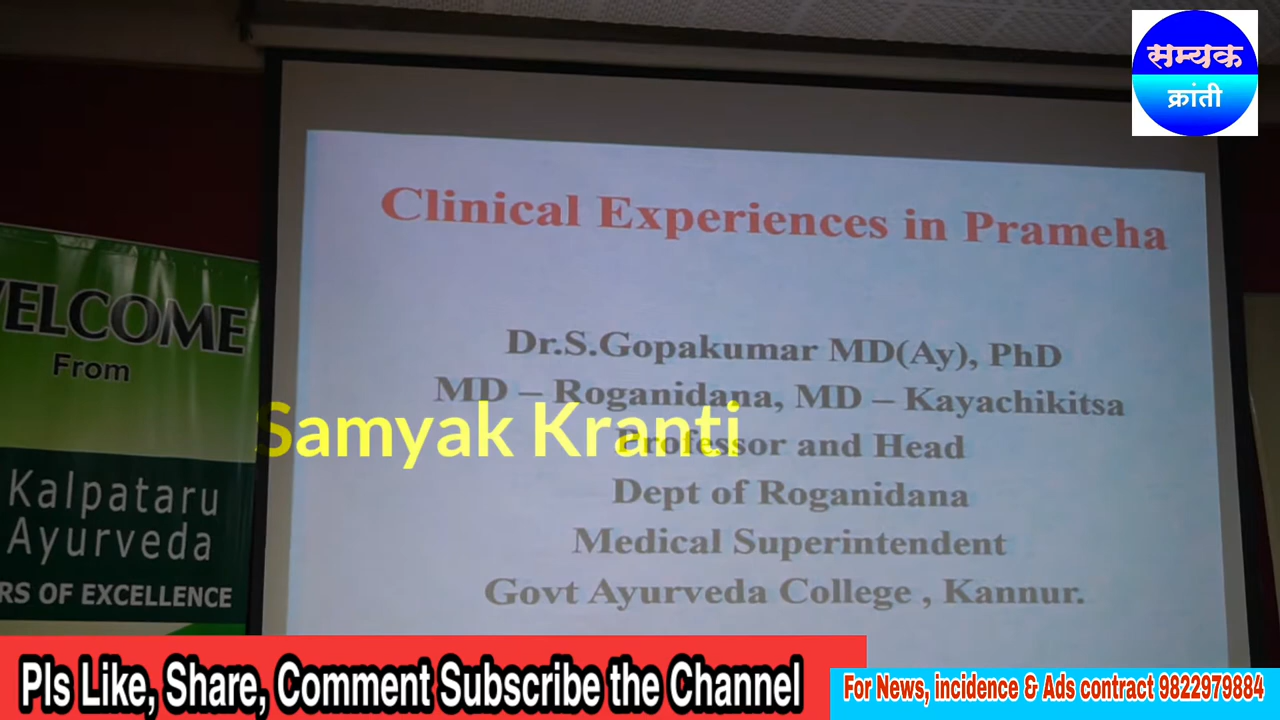 सम्यक
क्रांती
Clinical Experiences in Prameha
Dr.S.Gopakumar MD(Ay), PhD
MD – Roganidana, MD – Kayachikitsa
Professor and Head
Dept of Roganidana
Medical Superintendent
Govt Ayurveda College , Kannur.
Samyak Kranti
WELCOME
From
Kalpataru
Ayurveda
RS OF EXCELLENCE
Pls Like, Share, Comment Subscribe the Channel
For News, incidence & Ads contract 9822979884